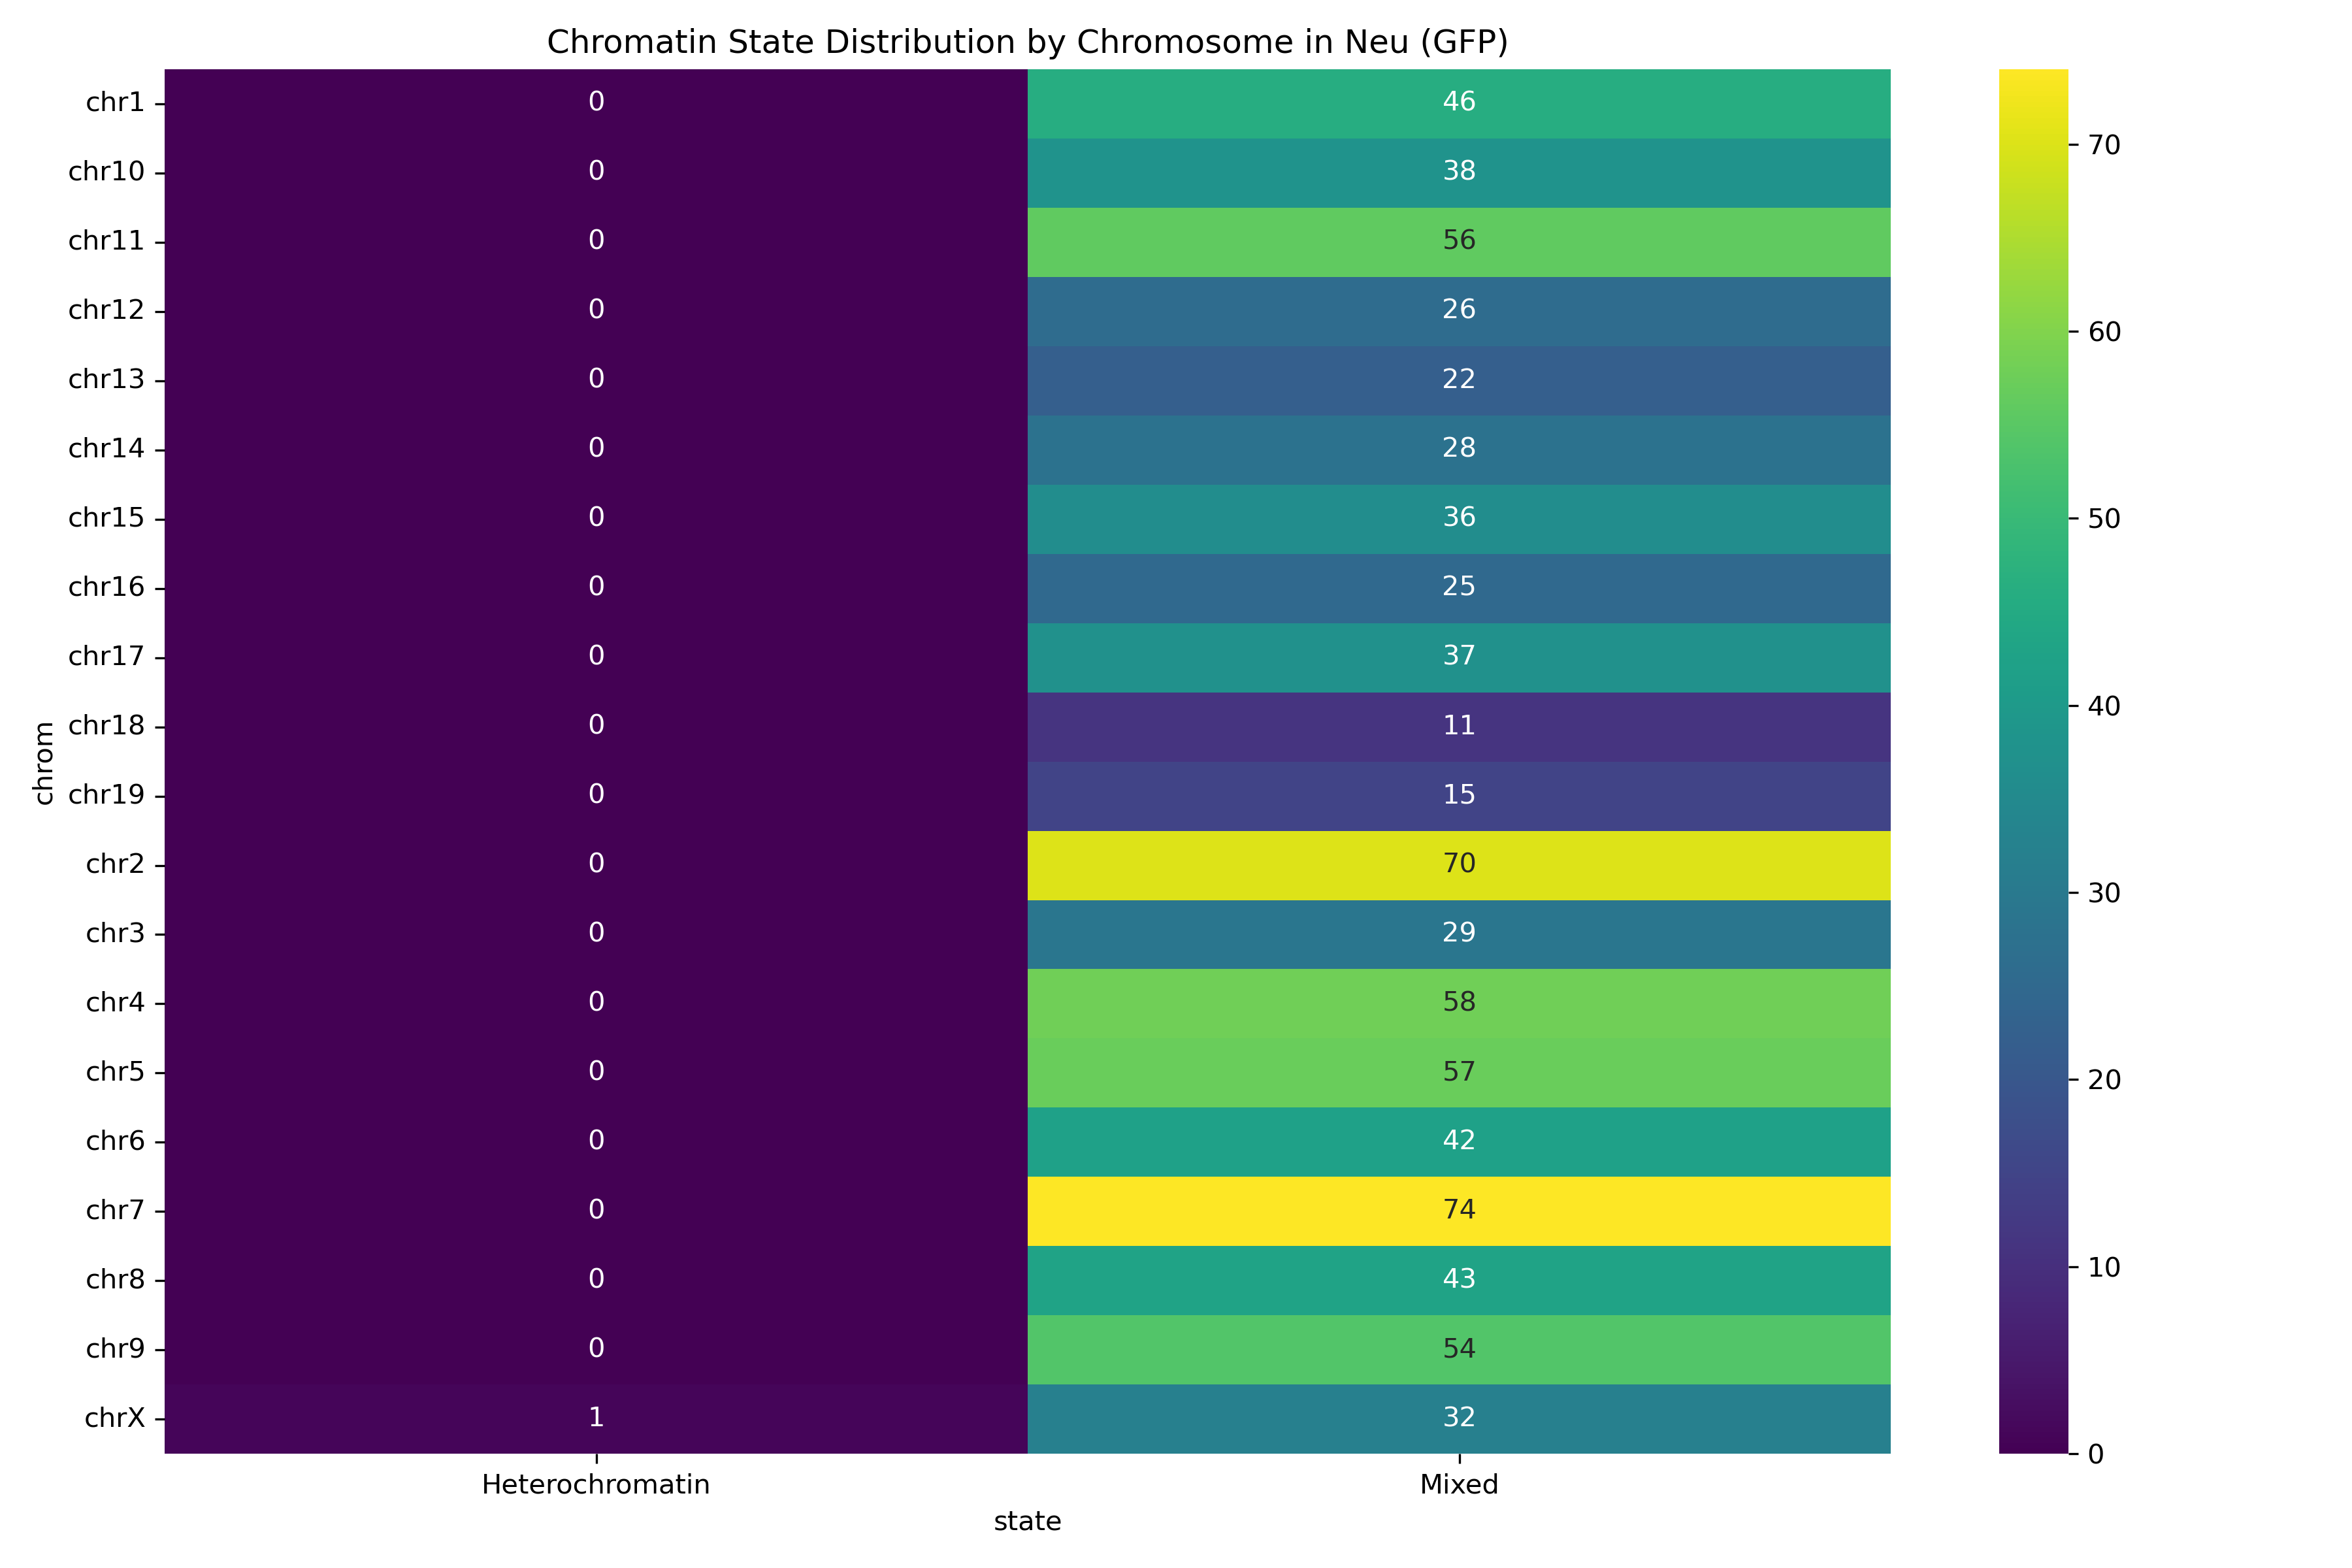 Chromatin State Distribution by Chromosome in Neu (GFP)
chr1 0 46
chr10 0 38
chr11 0 56
chr12 0 26
chr13 0 22
chr14 0 28
chr15 0 36
chr16 0 25
chr17 0 37
chr18 0 11
chr19 0 15
chr2 0 70
chr3 0 29
chr4 0 58
chr5 0 57
chr6 0 42
chr7 0 74
chr8 0 43
chr9 0 54
chrX 1 32
chrom
Heterochromatin Mixed
state
70
60
50
40
30
20
10
0